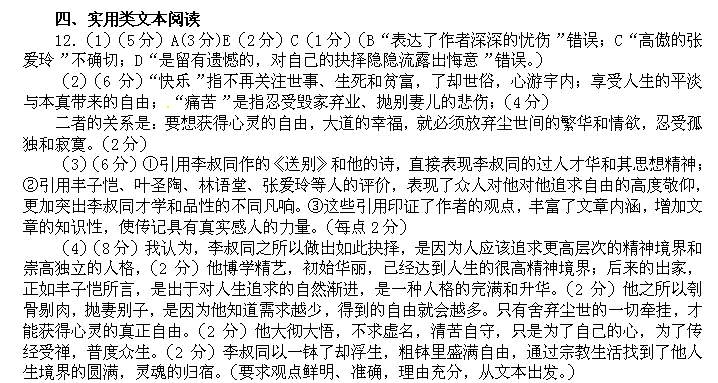 四、实用类文本阅读
12.（1）（5分）A(3分)E（2分）C（1分）（B“表达了作者深深的忧伤”错误；C“高傲的张
爱玲”不确切；D“是留有遗憾的，对自己的抉择隐隐流露出悔意”错误。）
（2）（6 分）“快乐”指不再关注世事、生死和贫富，了却世俗，心游宇内；享受人生的平淡
与本真带来的自由；“痛苦”是指忍受毁家弃业、抛别妻儿的悲伤；（4分）
二者的关系是：要想获得心灵的自由，大道的幸福，就必须放弃尘世间的繁华和情欲，忍受孤
独和寂寞。（2分）
（3）（6分）①引用李叔同作的《送别》和他的诗，直接表现李叔同的过人才华和其思想精神；
②引用丰子恺、叶圣陶、林语堂、张爱玲等人的评价，表现了众人对他对他追求自由的高度敬仰，
更加突出李叔同才学和品性的不同凡响。③这些引用印证了作者的观点，丰富了文章内涵，增加文
章的知识性，使传记具有真实感人的力量。（每点2分）
（4）（8分）我认为，李叔同之所以做出如此抉择，是因为人应该追求更高层次的精神境界和
崇高独立的人格，（2 分）他博学精艺，初始华丽，已经达到人生的很高精神境界；后来的出家，
正如丰子恺所言，是出于对人生追求的自然渐进，是一种人格的完满和升华。（2 分）他之所以刳
骨剔肉，抛妻别子，是因为他知道需求越少，得到的自由就会越多。只有舍弃尘世的一切牵挂，才
能获得心灵的真正自由。（2 分）他大彻大悟，不求虚名，清苦自守，只是为了自己的心，为了传
经受禅，普度众生。（2 分）李叔同以一钵了却浮生，粗钵里盛满自由，通过宗教生活找到了他人
生境界的圆满，灵魂的归宿。（要求观点鲜明、准确，理由充分，从文本出发。）